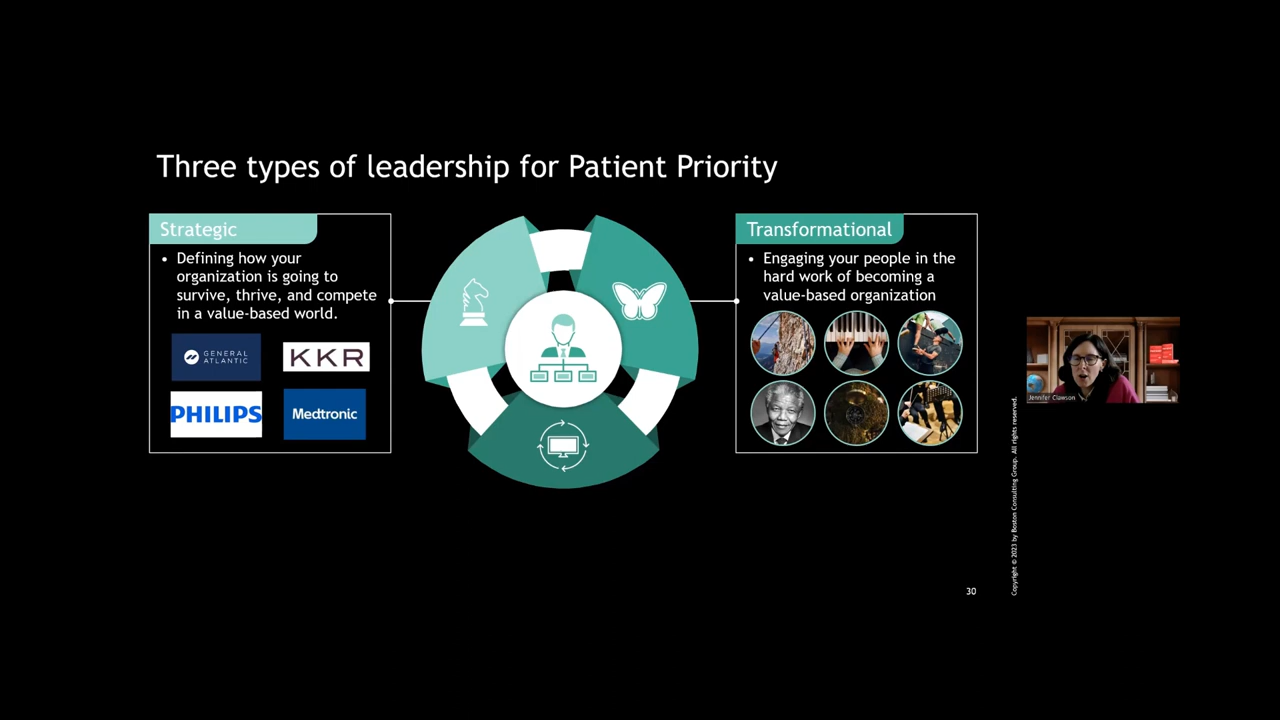 Three types of leadership for Patient Priority
Strategic
• Defining how your
organization is going to
survive, thrive, and compete
in a value-based world.
GENERAL
ATLANTIC
KKR
PHILIPS
Medtronic
Transformational
• Engaging your people in the
hard work of becoming a
value-based organization
Jennifer Clawson
30
Copyright © 2023 by Boston Consulting Group. All rights reserved.